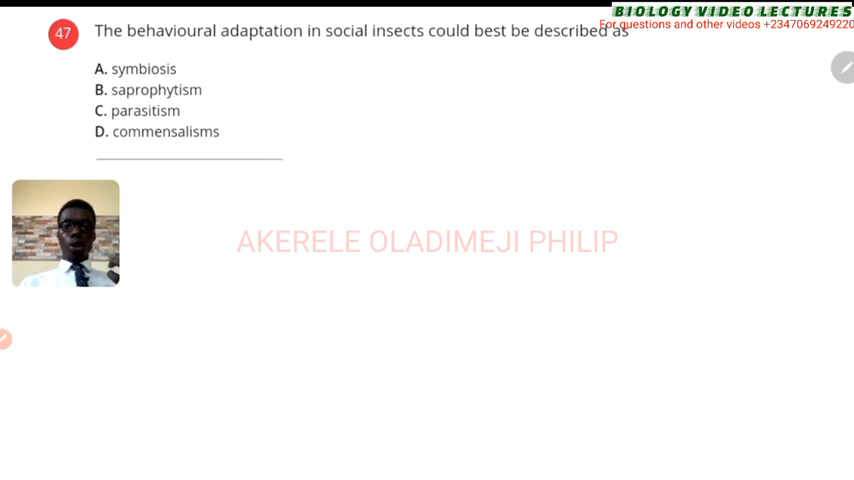 BIOLOGY VIDEO LECTURES
For questions and other videos +2347069249220
47 The behavioural adaptation in social insects could best be described as
A. symbiosis
B. saprophytism
C. parasitism
D. commensalisms
AKERELE OLADIMEJI PHILIP